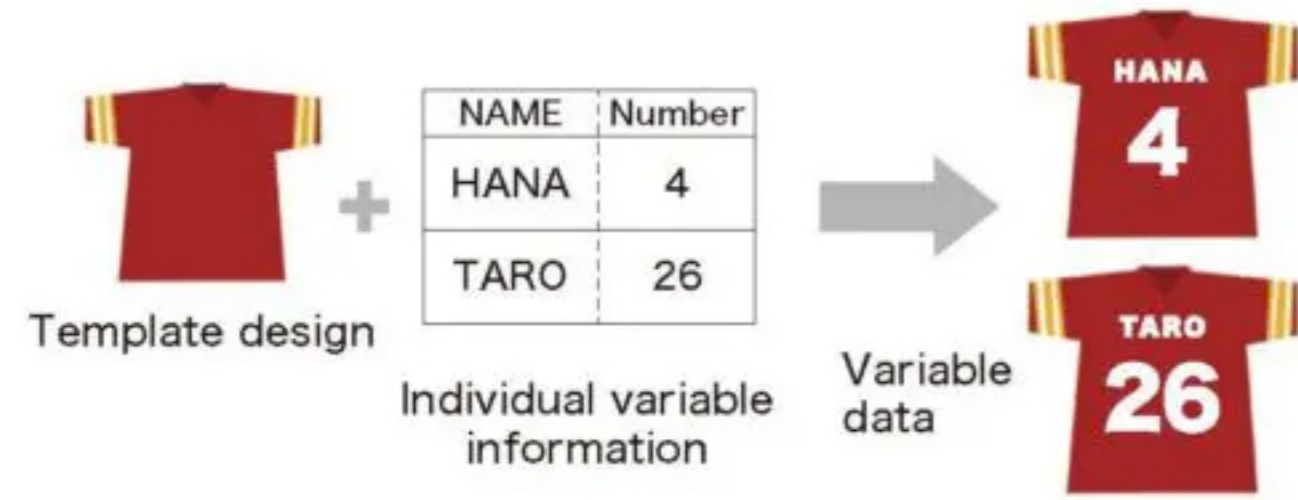 Template design
NAME Number
HANA 4
TARO 26
Individual variable
information
Variable
data
HANA
4
TARO
26